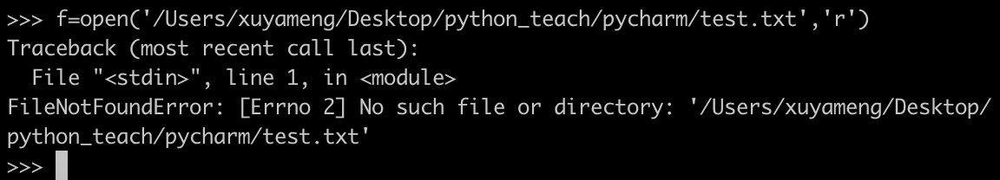 >>> f=open('/Users/xuyameng/Desktop/python_teach/pycharm/test.txt','r')
Traceback (most recent call last):
  File "<stdin>", line 1, in <module>
FileNotFoundError: [Errno 2] No such file or directory: '/Users/xuyameng/Desktop/
python_teach/pycharm/test.txt'
>>>